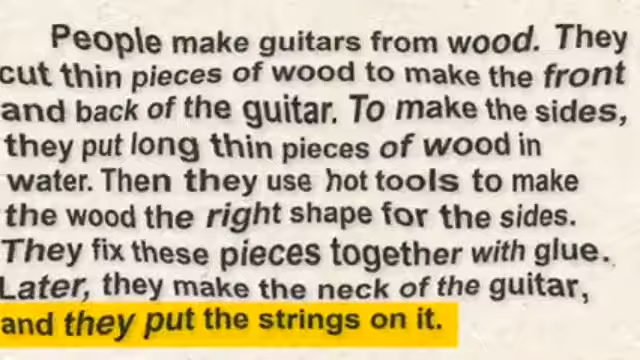 People make guitars from wood. They
cut thin pieces of wood to make the front
and back of the guitar. To make the sides,
they put long thin pieces of wood in
water. Then they use hot tools to make
the wood the right shape for the sides.
They fix these pieces together with glue.
Later, they make the neck of the guitar,
and they put the strings on it.